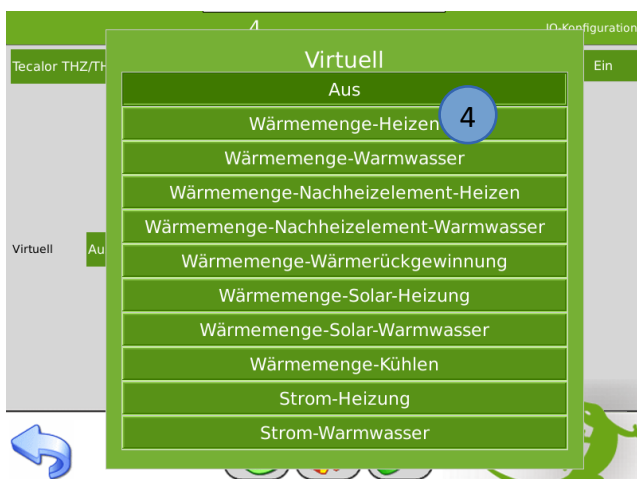 4
IO-Konfiguration
Tecalor THZ/TH
Ein
Virtuell
Aus
Wärmemenge-Heizen
4
Wärmemenge-Warmwasser
Wärmemenge-Nachheizelement-Heizen
Wärmemenge-Nachheizelement-Warmwasser
Virtuell
Au
Wärmemenge-Wärmerückgewinnung
Wärmemenge-Solar-Heizung
Wärmemenge-Solar-Warmwasser
Wärmemenge-Kühlen
Strom-Heizung
Strom-Warmwasser